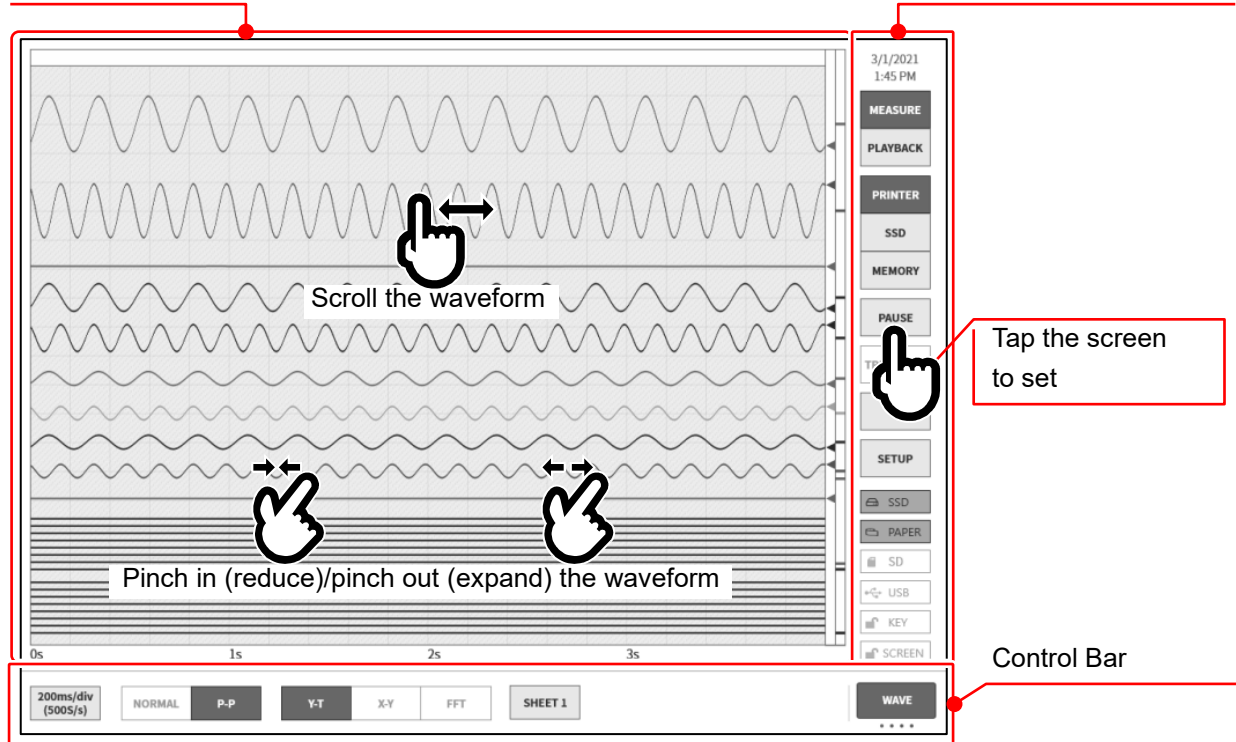 3/1/2021
1:45 PM
MEASURE
PLAYBACK
PRINTER
SSD
MEMORY
Scroll the waveform
PAUSE
Tap the screen
to set
SETUP
SSD
PAPER
Pinch in (reduce)/pinch out (expand) the waveform
SD
USB
KEY
SCREEN
0s 1s 2s 3s
Control Bar
200ms/div
(500S/s)
NORMAL P-P Y-T X-Y FFT SHEET 1 WAVE